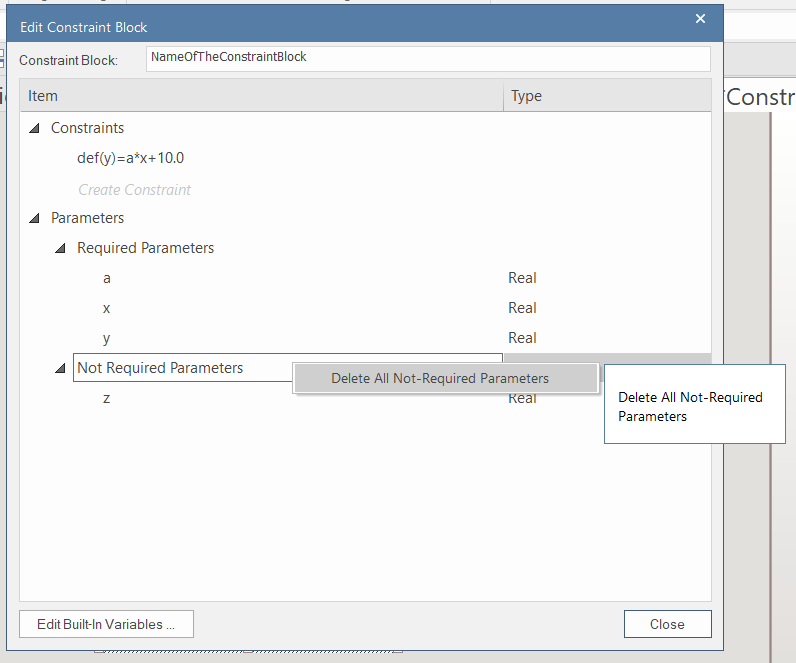 Edit Constraint Block
Constraint Block: NameOfTheConstraintBlock
Item Type
Constr
Constraints
def(y)=a*x+10.0
Create Constraint
Parameters
Required Parameters
a Real
x Real
y Real
Not Required Parameters
Delete All Not-Required Parameters
z Real
Delete All Not-Required
Parameters
Edit Built-In Variables ...
Close